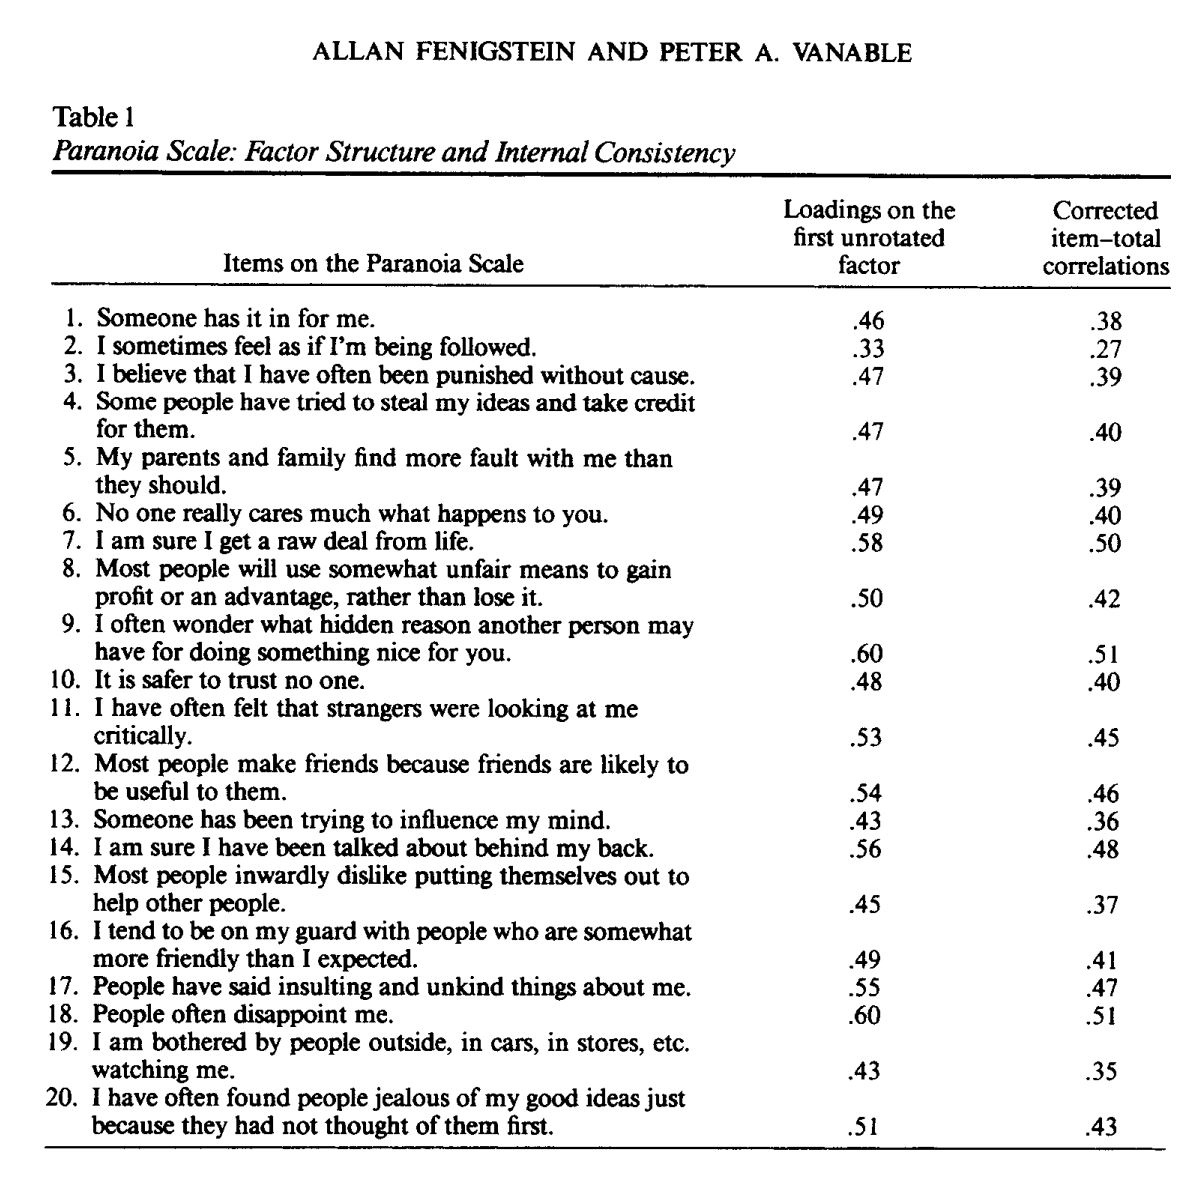 ALLAN FENIGSTEIN AND PETER A. VANABLE
Table 1
Paranoia Scale: Factor Structure and Internal Consistency
Items on the Paranoia Scale
Loadings on the
first unrotated
factor
Corrected
item–total
correlations
1. Someone has it in for me. .46 .38
2. I sometimes feel as if I'm being followed. .33 .27
3. I believe that I have often been punished without cause. .47 .39
4. Some people have tried to steal my ideas and take credit
for them. .47 .40
5. My parents and family find more fault with me than
they should. .47 .39
6. No one really cares much what happens to you. .49 .40
7. I am sure I get a raw deal from life. .58 .50
8. Most people will use somewhat unfair means to gain
profit or an advantage, rather than lose it. .50 .42
9. I often wonder what hidden reason another person may
have for doing something nice for you. .60 .51
10. It is safer to trust no one. .48 .40
11. I have often felt that strangers were looking at me
critically. .53 .45
12. Most people make friends because friends are likely to
be useful to them. .54 .46
13. Someone has been trying to influence my mind. .43 .36
14. I am sure I have been talked about behind my back. .56 .48
15. Most people inwardly dislike putting themselves out to
help other people. .45 .37
16. I tend to be on my guard with people who are somewhat
more friendly than I expected. .49 .41
17. People have said insulting and unkind things about me. .55 .47
18. People often disappoint me. .60 .51
19. I am bothered by people outside, in cars, in stores, etc.
watching me. .43 .35
20. I have often found people jealous of my good ideas just
because they had not thought of them first. .51 .43